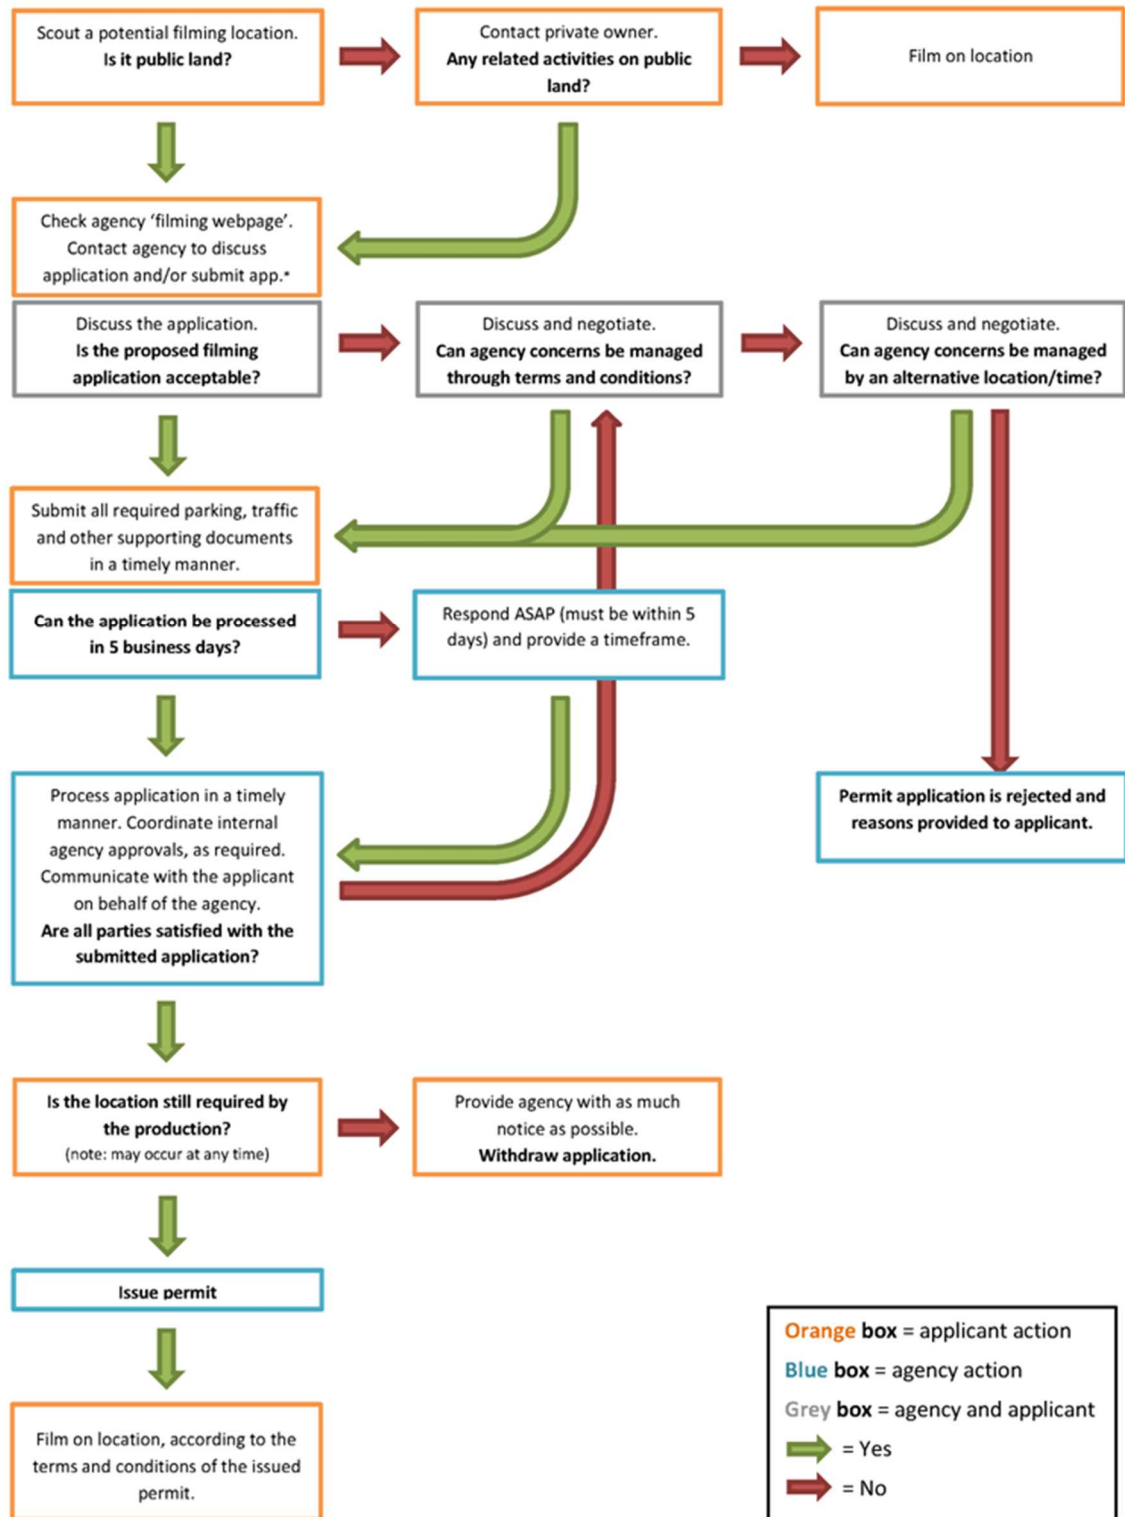 Scout a potential filming location.
Is it public land?
Contact private owner.
Any related activities on public
land?
Film on location
Check agency ‘filming webpage’.
Contact agency to discuss
application and/or submit app.*
Discuss the application.
Is the proposed filming
application acceptable?
Discuss and negotiate.
Can agency concerns be managed
through terms and conditions?
Discuss and negotiate.
Can agency concerns be managed
by an alternative location/time?
Submit all required parking, traffic
and other supporting documents
in a timely manner.
Can the application be processed
in 5 business days?
Respond ASAP (must be within 5
days) and provide a timeframe.
Process application in a timely
manner. Coordinate internal
agency approvals, as required.
Communicate with the applicant
on behalf of the agency.
Are all parties satisfied with the
submitted application?
Permit application is rejected and
reasons provided to applicant.
Is the location still required by
the production?
(note: may occur at any time)
Provide agency with as much
notice as possible.
Withdraw application.
Issue permit
Film on location, according to the
terms and conditions of the issued
permit.
Orange box = applicant action
Blue box = agency action
Grey box = agency and applicant
= Yes
= No